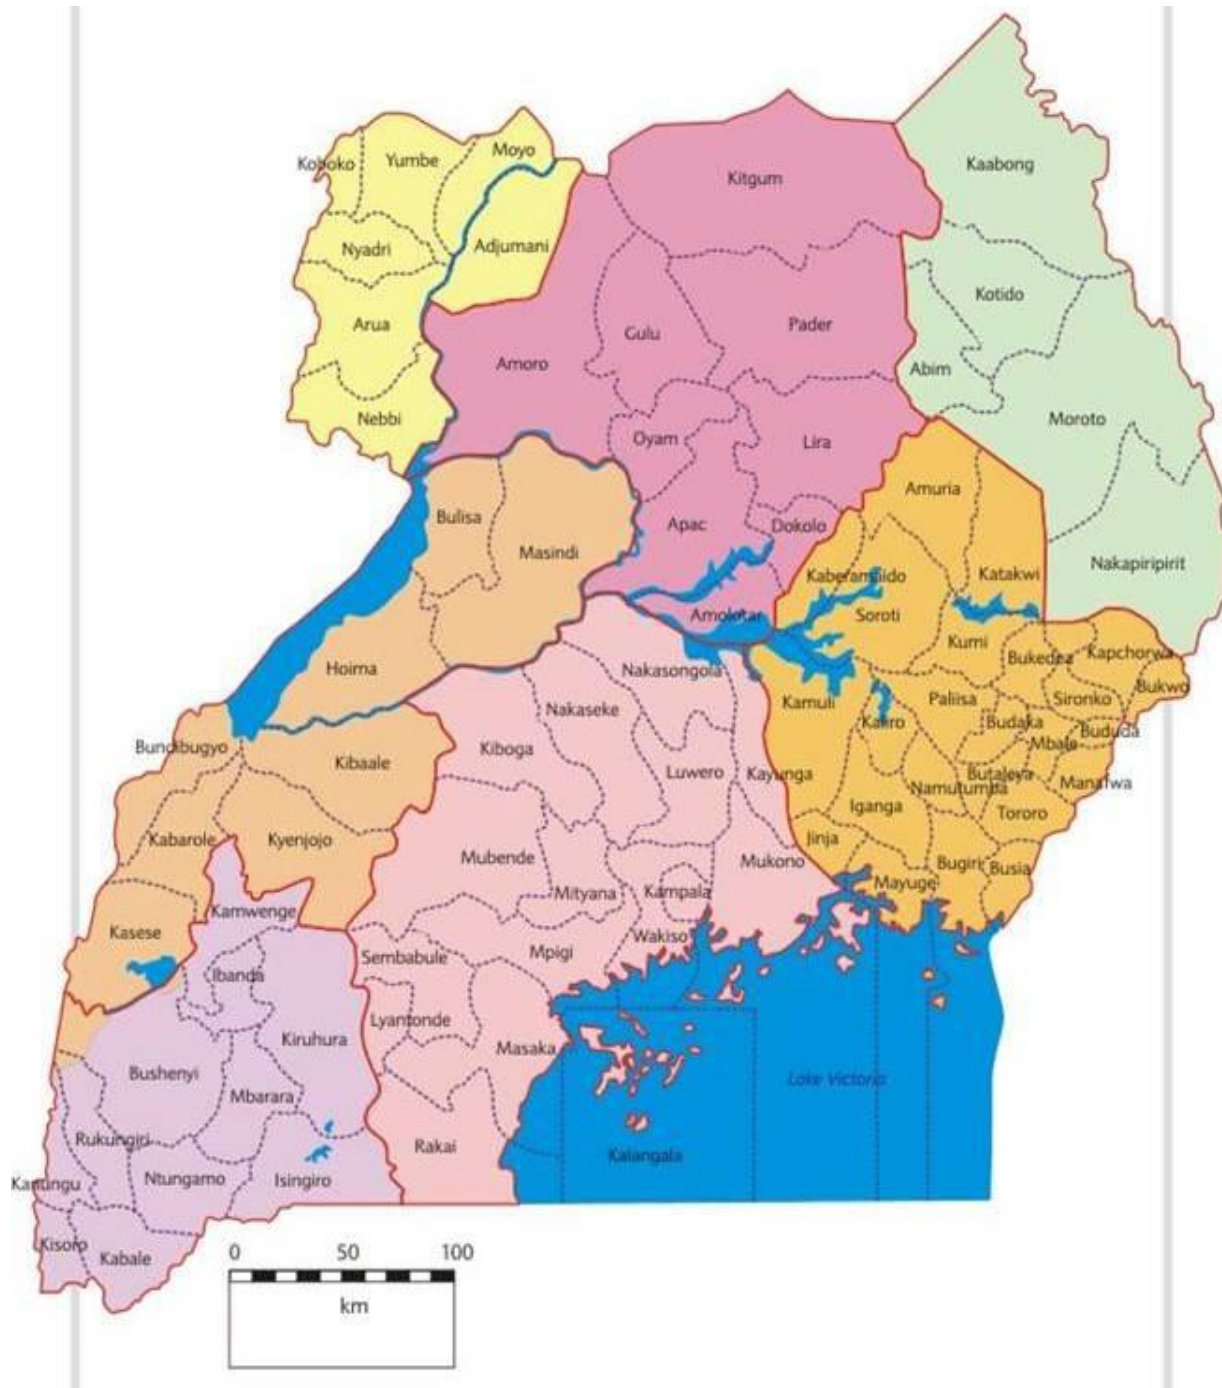 Moyo
Koboko
Yumbe
Kaabong
Kitgum
Nyadri
Adjumani
Kotido
Arua
Gulu
Pader
Amoro
Abim
Nebbi
Moroto
Oyam
Lira
Amuria
Bulisa
Apac
Dokolo
Masindi
Nakapiripirit
Kaberamaido
Katakwi
Amolotar
Soroti
Kumi
Hoima
Nakasongola
Bukedea
Kapchorwa
Bukwo
Kamuli
Paliisa
Sironko
Nakaseke
Kaliro
Budaka
Bududa
Bundibugyo
Kiboga
Mbale
Kibaale
Luwero
Kayunga
Butaleya
Manafwa
Namutumba
Iganga
Tororo
Kabarole
Kyenjojo
Jinja
Mubende
Mukono
Bugiri
Busia
Mityana
Kampala
Mayuge
Kamwenge
Kasese
Wakiso
Sembabule
Mpigi
Ibanda
Lyantonde
Kiruhura
Masaka
Bushenyi
Lake Victoria
Mbarara
Rukungiri
Rakai
Kalangala
Kanungu
Ntungamo
Isingiro
Kisoro
Kabale
0 50 100
km